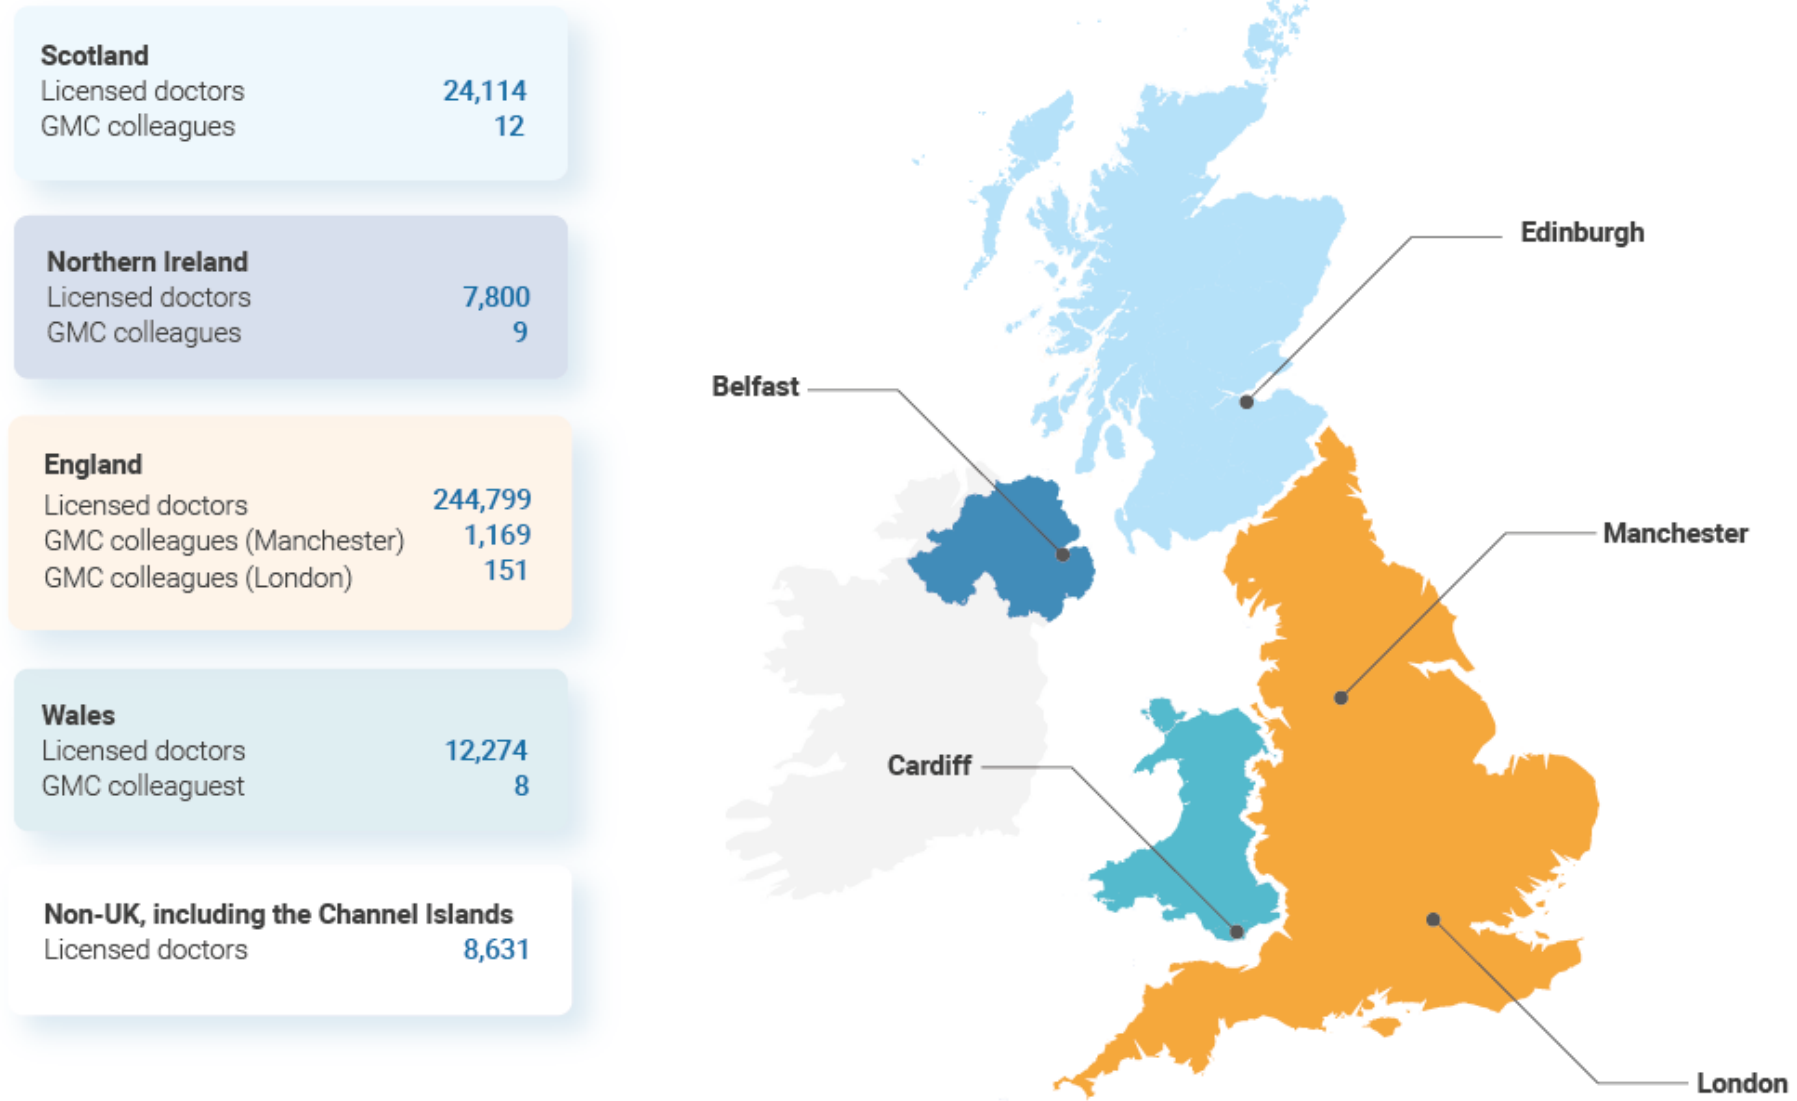 Scotland
Licensed doctors 24,114
GMC colleagues 12
Northern Ireland
Licensed doctors 7,800
GMC colleagues 9
England
Licensed doctors 244,799
GMC colleagues (Manchester) 1,169
GMC colleagues (London) 151
Wales
Licensed doctors 12,274
GMC colleaguest 8
Non-UK, including the Channel Islands
Licensed doctors 8,631
Edinburgh
Belfast
Manchester
Cardiff
London